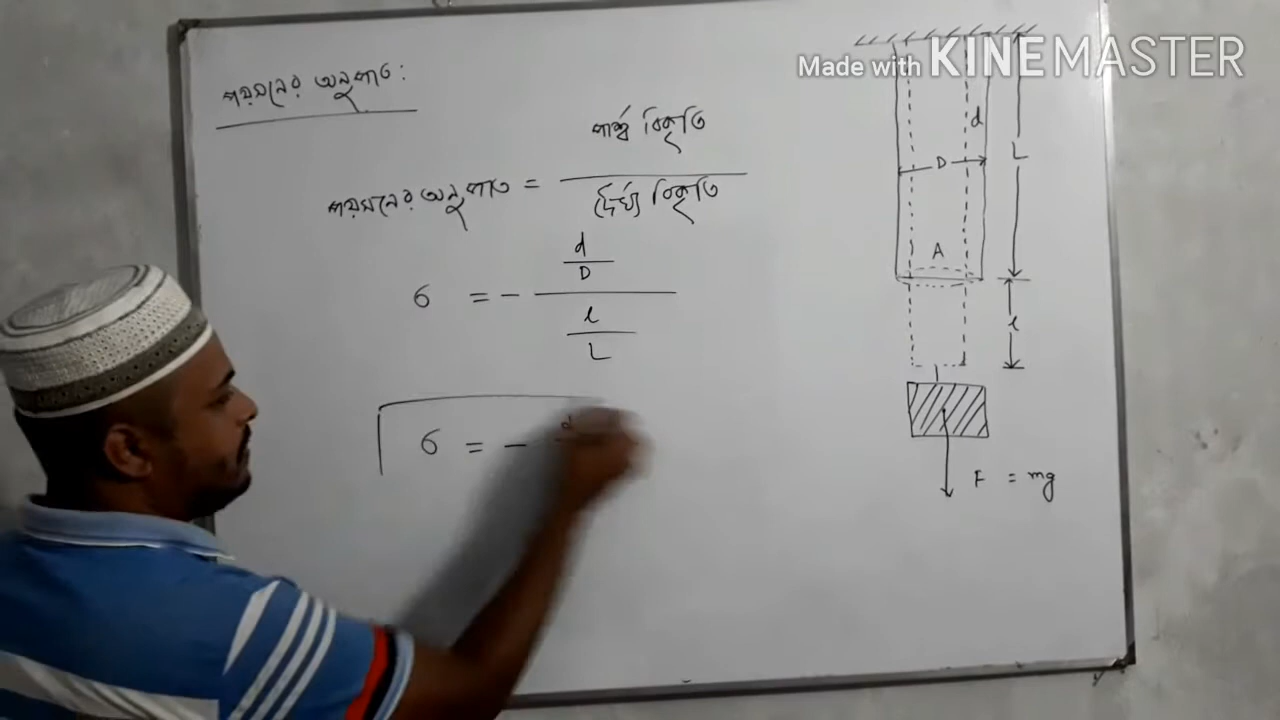 Made with KINEMASTER
পয়সনের অনুপাত:
পয়সনের অনুপাত = পার্শ্ব বিকৃতি
দৈর্ঘ্য বিকৃতি
σ = - d
D
l
L
σ = - d
d
D
L
A
l
F = mg